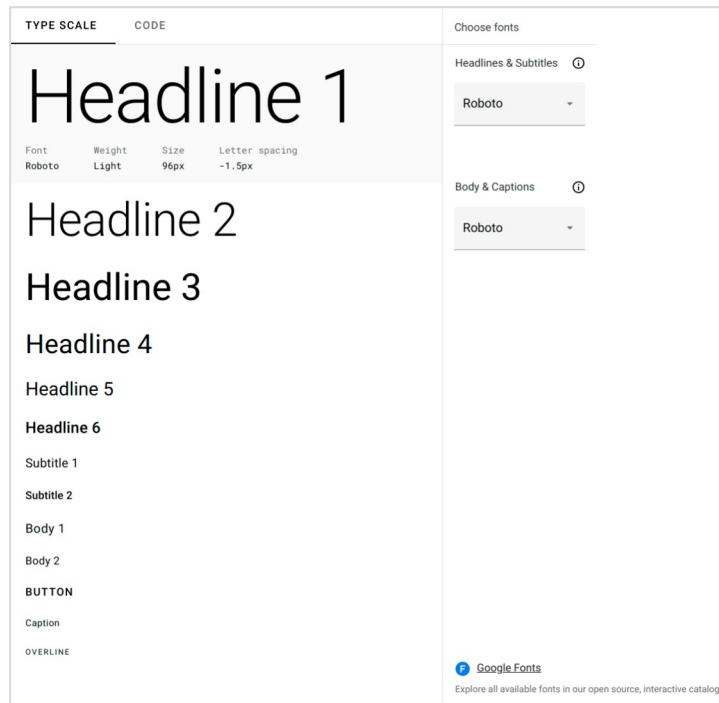 TYPE SCALE CODE
Headline 1
Font Weight Size Letter spacing
Roboto Light 96px -1.5px
Headline 2
Headline 3
Headline 4
Headline 5
Headline 6
Subtitle 1
Subtitle 2
Body 1
Body 2
BUTTON
Caption
OVERLINE
Choose fonts
Headlines & Subtitles
Roboto
Body & Captions
Roboto
F Google Fonts
Explore all available fonts in our open source, interactive catalog